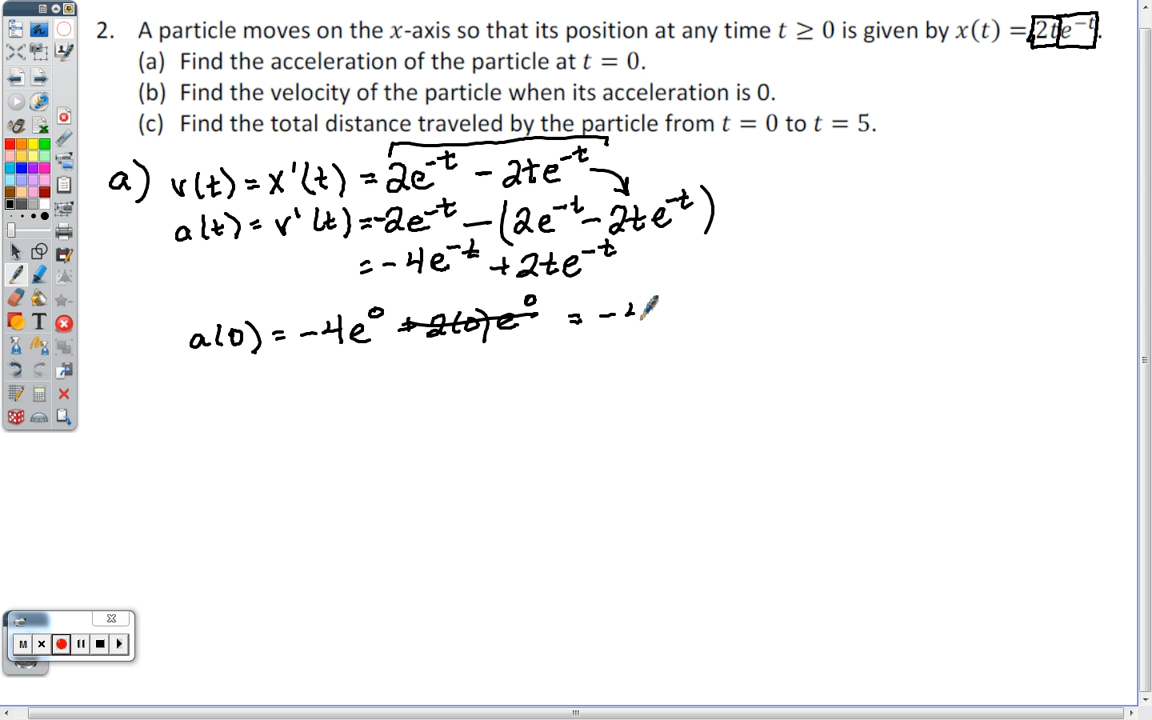 2. A particle moves on the x-axis so that its position at any time t ≥ 0 is given by x(t) = 2te⁻ᵗ.
(a) Find the acceleration of the particle at t = 0.
(b) Find the velocity of the particle when its acceleration is 0.
(c) Find the total distance traveled by the particle from t = 0 to t = 5.
a) v(t) = x'(t) = 2e⁻ᵗ - 2te⁻ᵗ
a(t) = v'(t) = -2e⁻ᵗ - (2e⁻ᵗ - 2te⁻ᵗ)
= -4e⁻ᵗ + 2te⁻ᵗ
a(0) = -4e⁰ + 2(0)e⁰ = -4
T
M